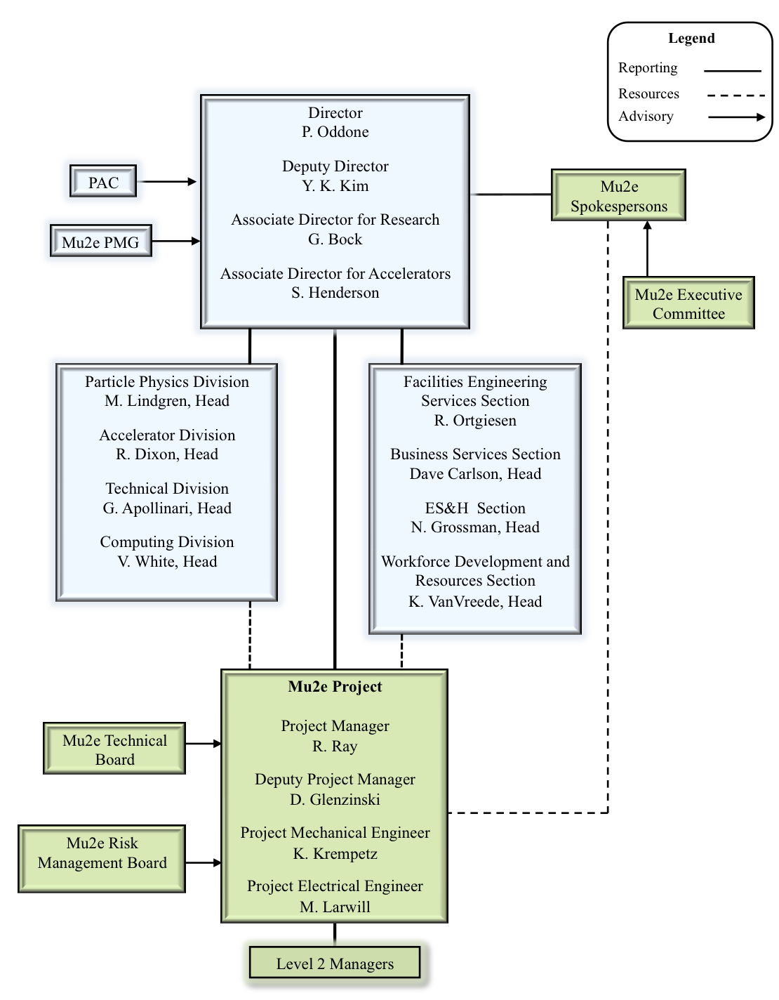 Legend
Reporting
Resources
Advisory
Director
P. Oddone
Deputy Director
Y. K. Kim
Associate Director for Research
G. Bock
Associate Director for Accelerators
S. Henderson
PAC
Mu2e PMG
Mu2e
Spokespersons
Mu2e Executive
Committee
Particle Physics Division
M. Lindgren, Head
Accelerator Division
R. Dixon, Head
Technical Division
G. Apollinari, Head
Computing Division
V. White, Head
Facilities Engineering
Services Section
R. Ortgiesen
Business Services Section
Dave Carlson, Head
ES&H Section
N. Grossman, Head
Workforce Development and
Resources Section
K. VanVreede, Head
Mu2e Project
Project Manager
R. Ray
Deputy Project Manager
D. Glenzinski
Project Mechanical Engineer
K. Krempetz
Project Electrical Engineer
M. Larwill
Mu2e Technical
Board
Mu2e Risk
Management Board
Level 2 Managers